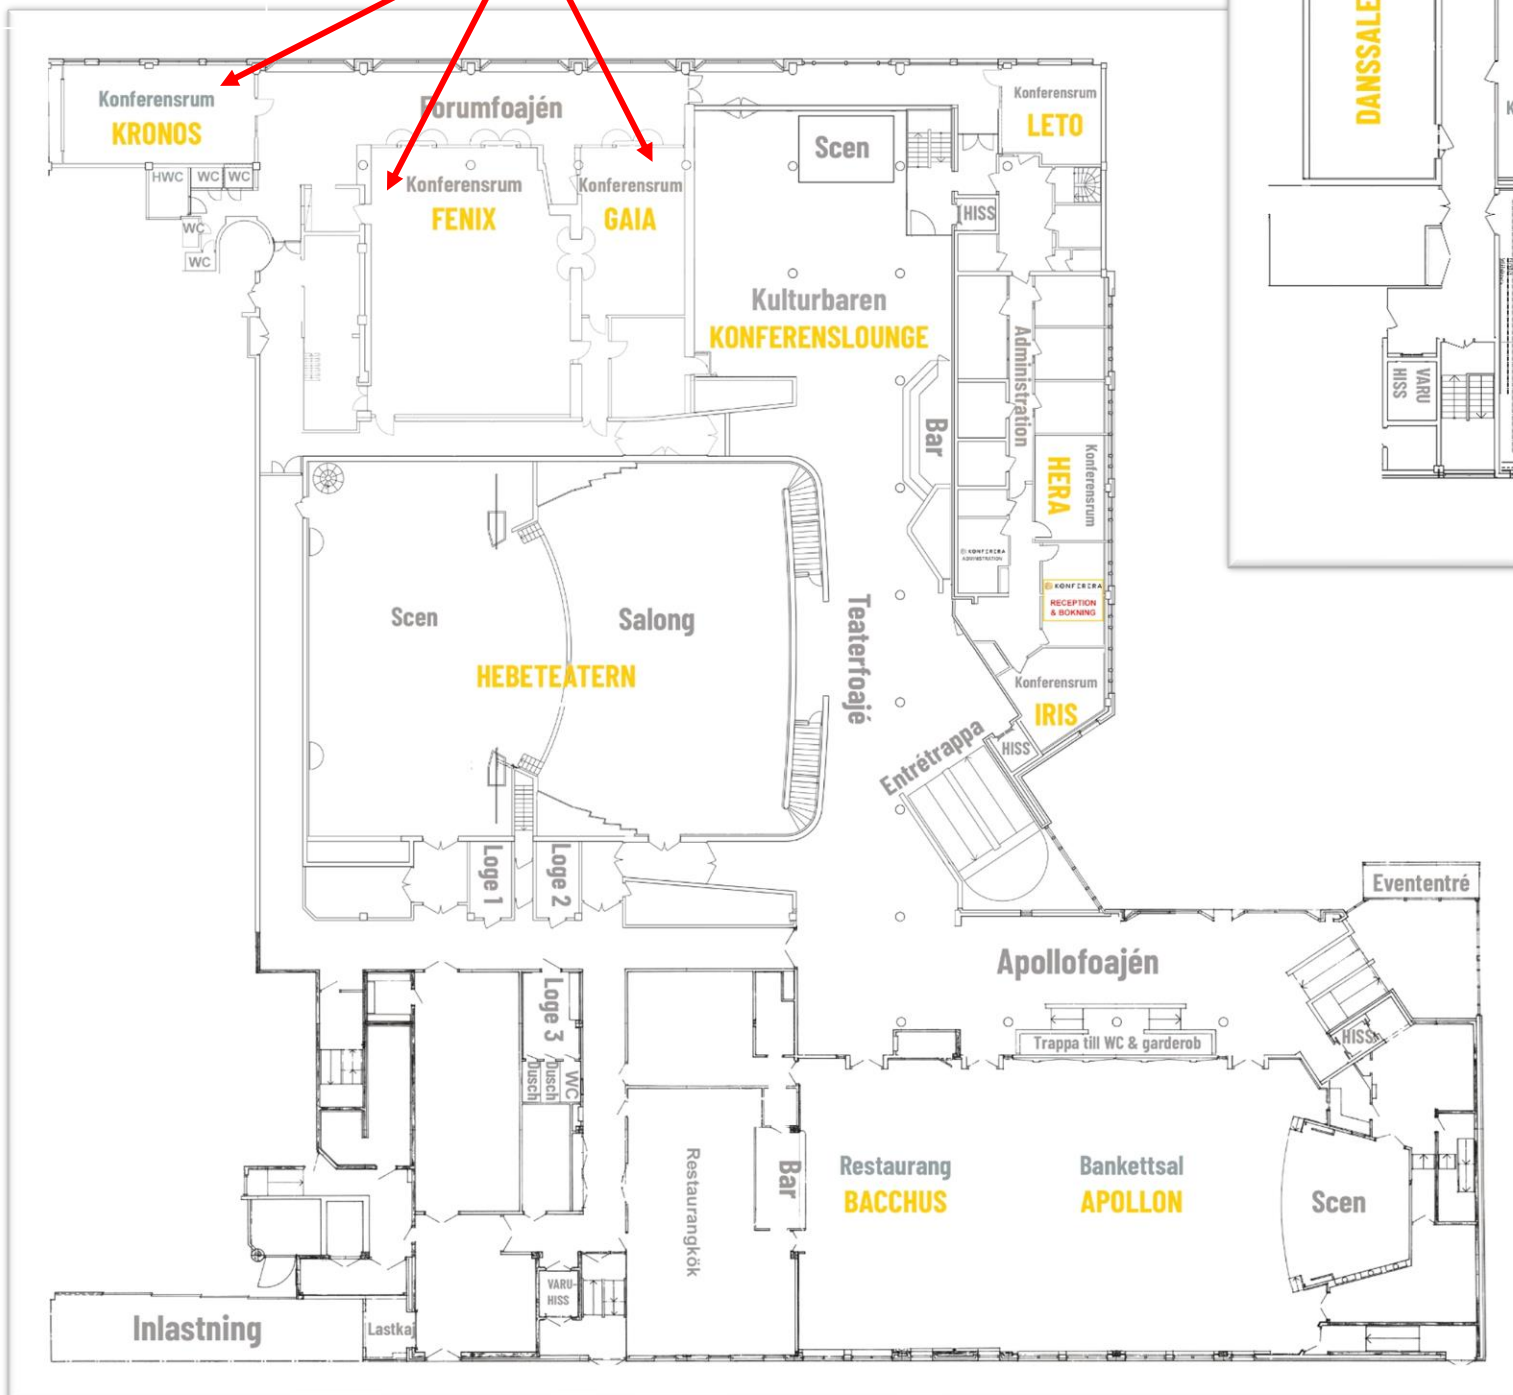 Konferensrum
KRONOS
Forumfoajén
Konferensrum
LETO
Scen
HWC
WC
WC
WC
WC
Konferensrum
FENIX
Konferensrum
GAIA
HISS
Kulturbaren
KONFERENSLOUNGE
Administration
Bar
HERA
Konferensrum
KONFERERA
ADMINISTRATION
KONFERERA
RECEPTION
& BOKNING
Scen
Salong
HEBETEATERN
Teaterfoajé
Konferensrum
IRIS
HISS
Entrétrappa
Loge 1
Loge 2
Evententré
Apollofoajén
Loge 3
HISS
Trappa till WC & garderob
Dusch
Dusch
WC
Restaurangkök
Bar
Restaurang
BACCHUS
Bankettsal
APOLLON
Scen
VARU-
HISS
Inlastning
Lastkaj
DANSSALE
K
VARU
HISS